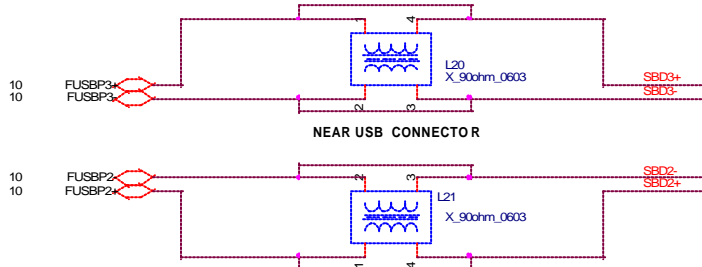 1 4
L20
X_90ohm_0603
10 FUSBP3+ SBD3+
10 FUSBP3- SBD3-
2 3
NEAR USB CONNECTOR
10 FUSBP2- SBD2-
2 3
10 FUSBP2+ SBD2+
L21
X_90ohm_0603
1 4